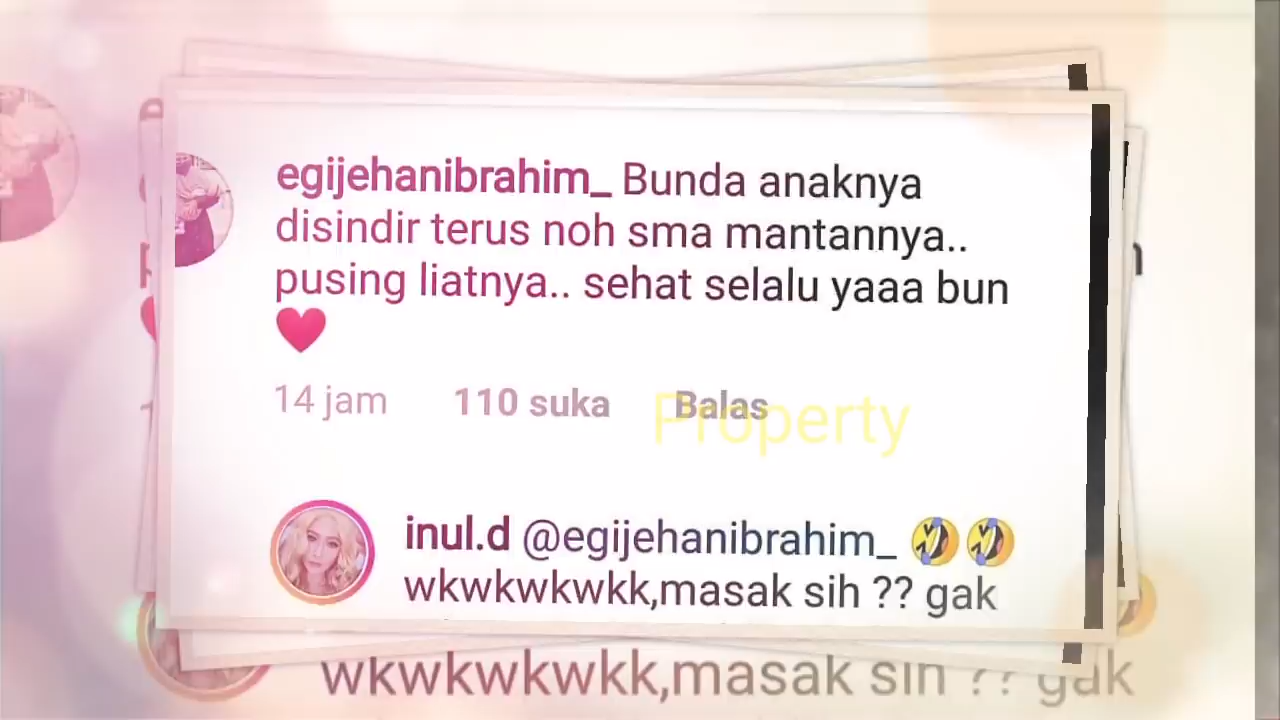 egijehanibrahim_ Bunda anaknya
disindir terus noh sma mantannya..
pusing liatnya.. sehat selalu yaaa bun
❤️
14 jam 110 suka Balas
Property
inul.d @egijehanibrahim_ 🤣🤣
wkwkwkwkk,masak sih ?? gak
wkwkwkwkk,masak sih ?? gak